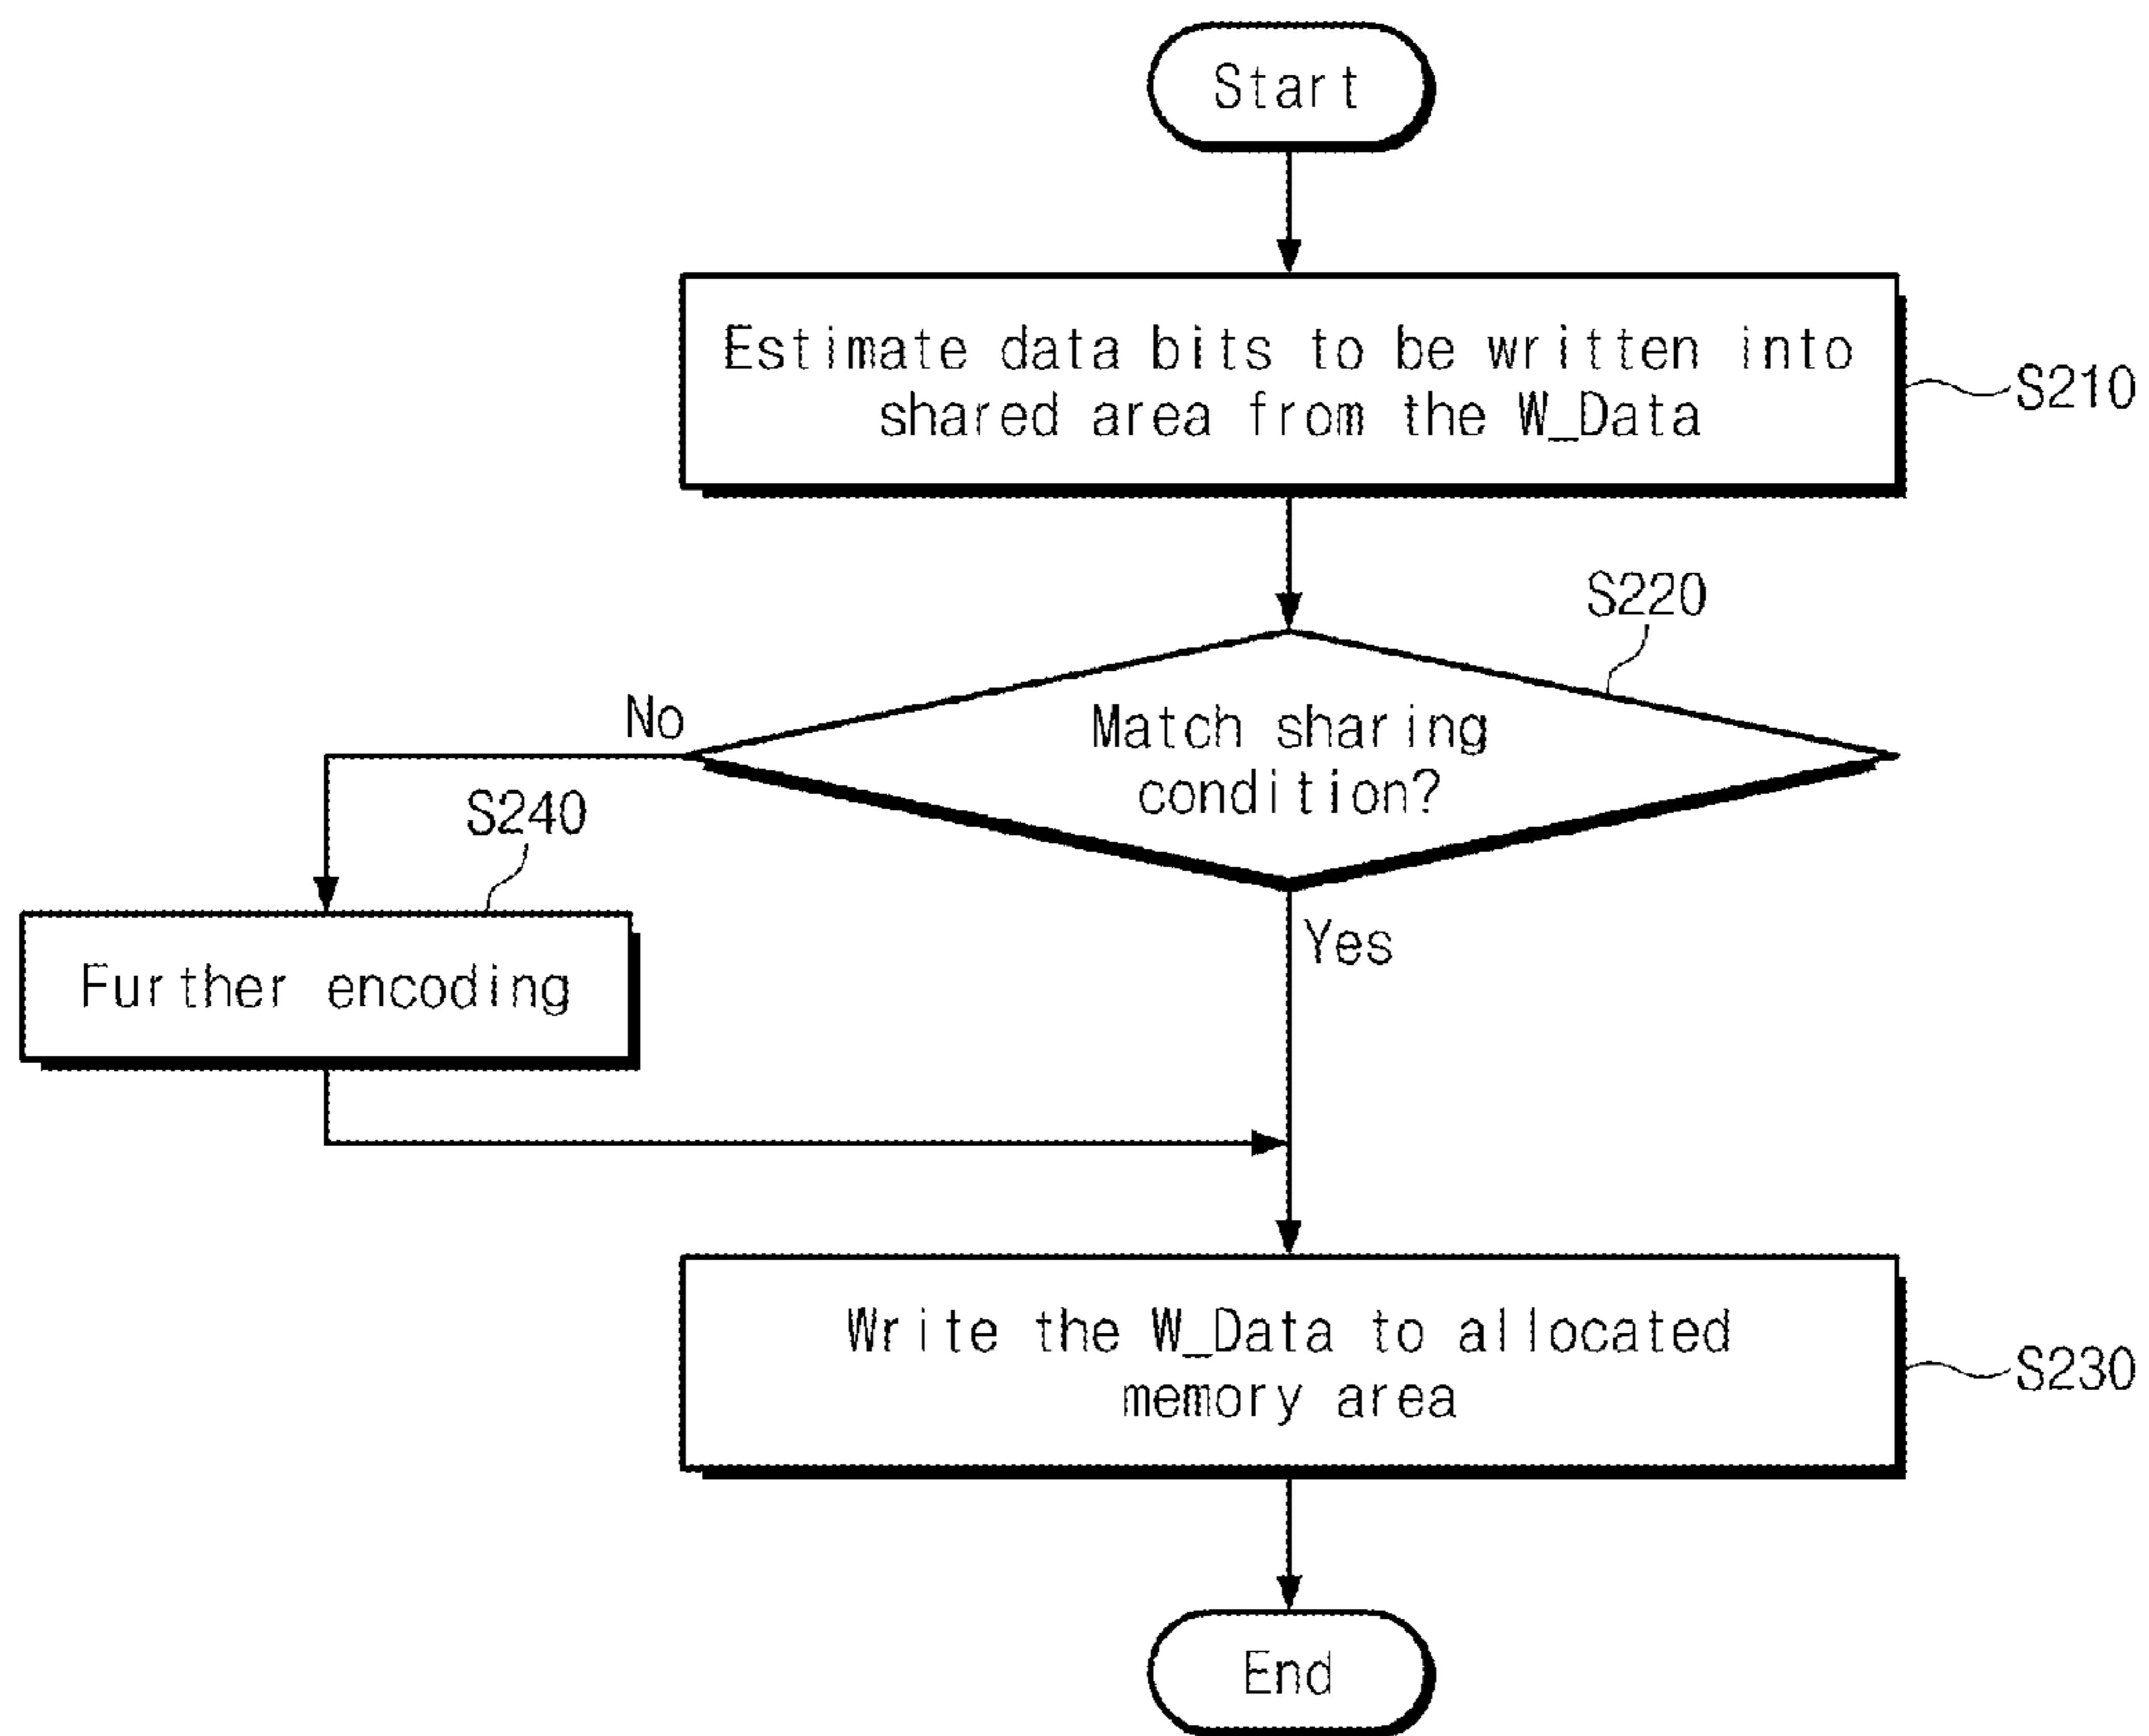 Start
Estimate data bits to be written into
shared area from the W_Data
S210
S220
Match sharing
condition?
No
S240
Yes
Further encoding
Write the W_Data to allocated
memory area
S230
End